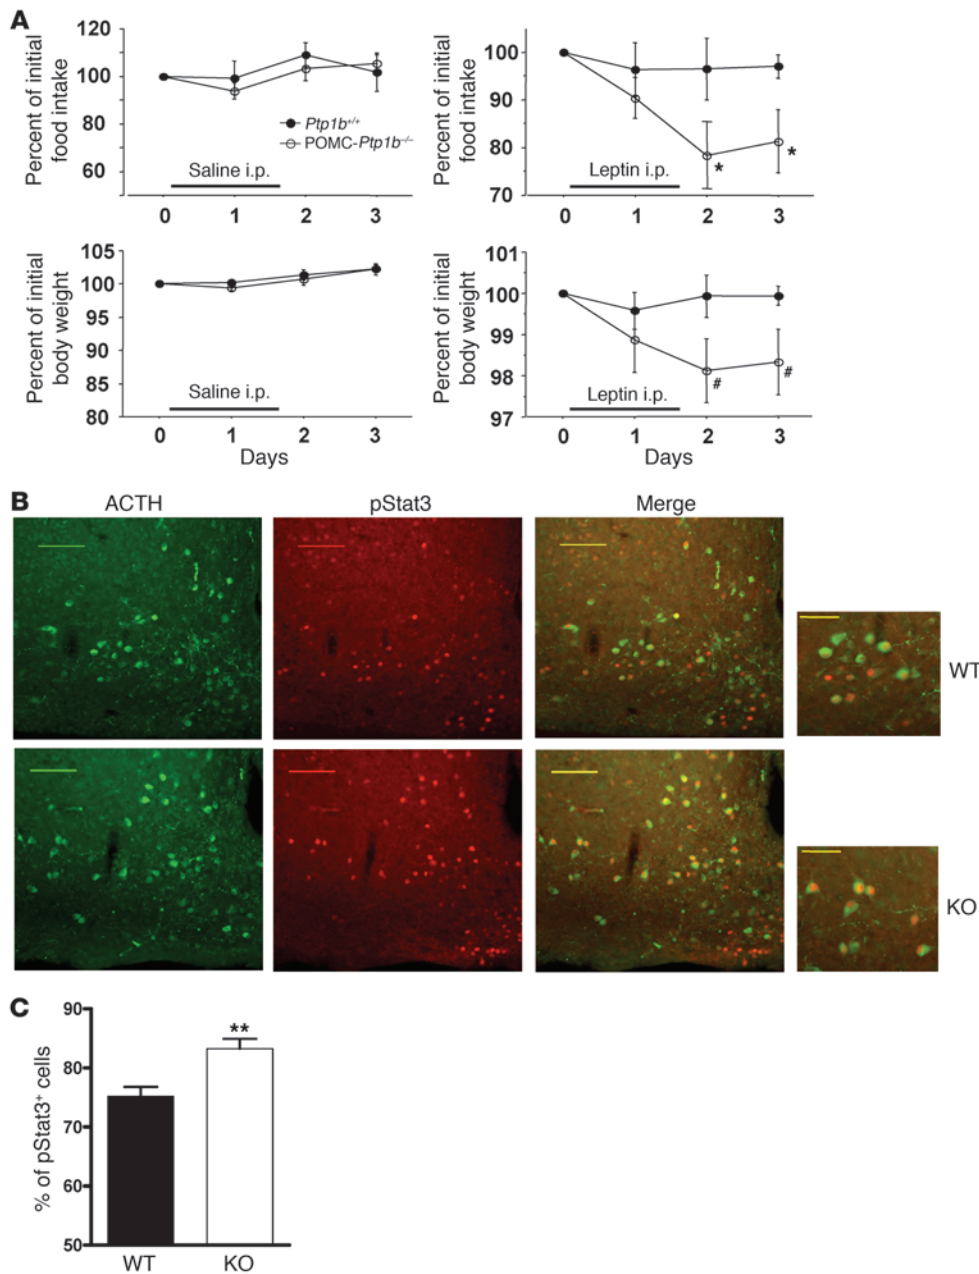 A
Percent of initial
food intake
120
100
80
60
Ptp1b+/+
POMC-Ptp1b–/–
Saline i.p.
0 1 2 3
Percent of initial
food intake
100
90
80
70
Leptin i.p.
*
*
0 1 2 3
Percent of initial
body weight
105
100
95
90
85
80
Saline i.p.
0 1 2 3
Days
Percent of initial
body weight
101
100
99
98
97
Leptin i.p.
#
#
0 1 2 3
Days
B
ACTH pStat3 Merge
WT
KO
C
% of pStat3+ cells
90
80
70
60
50
**
WT KO